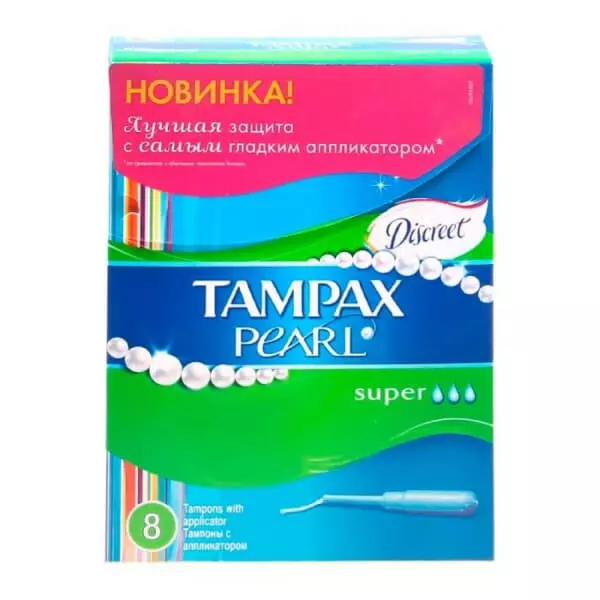 НОВИНКА!
Лучшая защита
с самым гладким аппликатором*
Discreet
TAMPAX
PEARL
super
8
Tampons with
applicator
Тампоны с
аппликатором